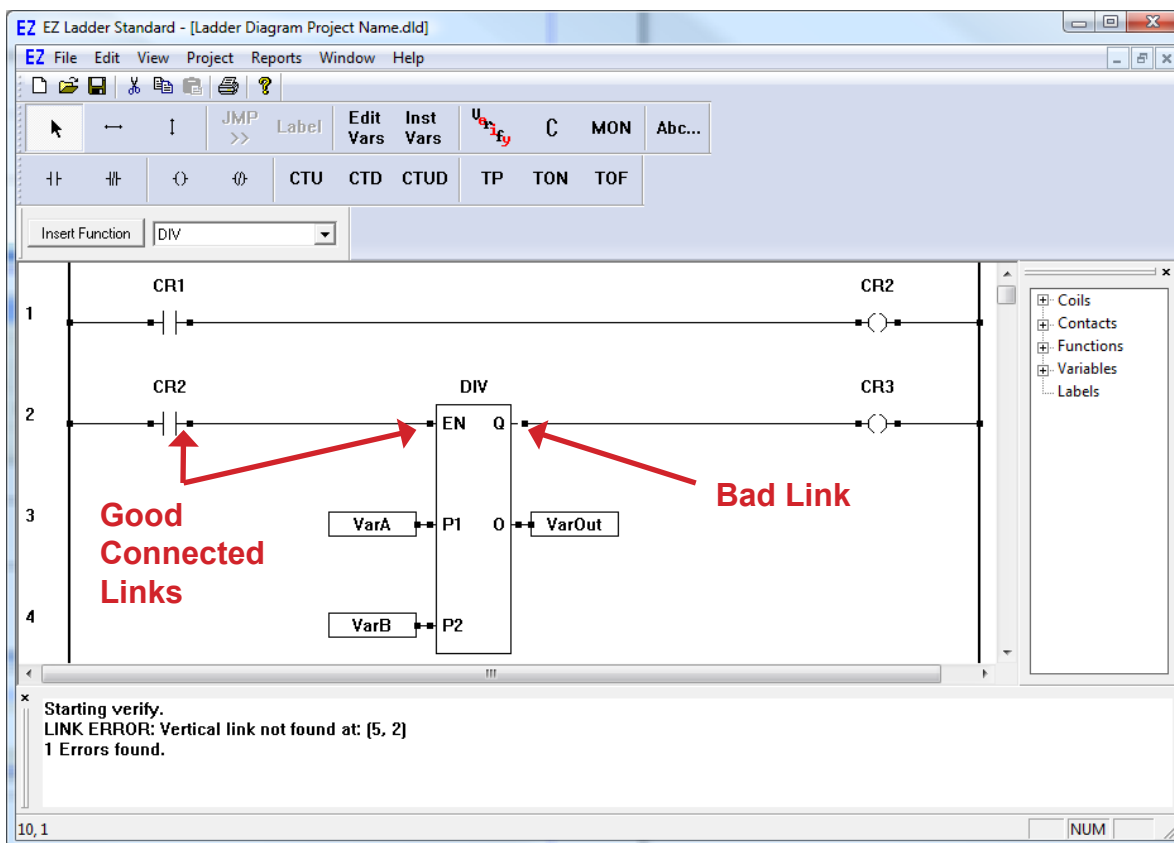 EZ EZ Ladder Standard - [Ladder Diagram Project Name.dld]
EZ File Edit View Project Reports Window Help
JMP >> Label Edit Vars Inst Vars Verify C MON Abc...
CTU CTD CTUD TP TON TOF
Insert Function DIV
CR1 CR2
1
CR2 DIV CR3
2 EN Q
3 VarA P1 O VarOut
4 VarB P2
Good
Connected
Links
Bad Link
Coils
Contacts
Functions
Variables
Labels
Starting verify.
LINK ERROR: Vertical link not found at: (5, 2)
1 Errors found.
10, 1 NUM